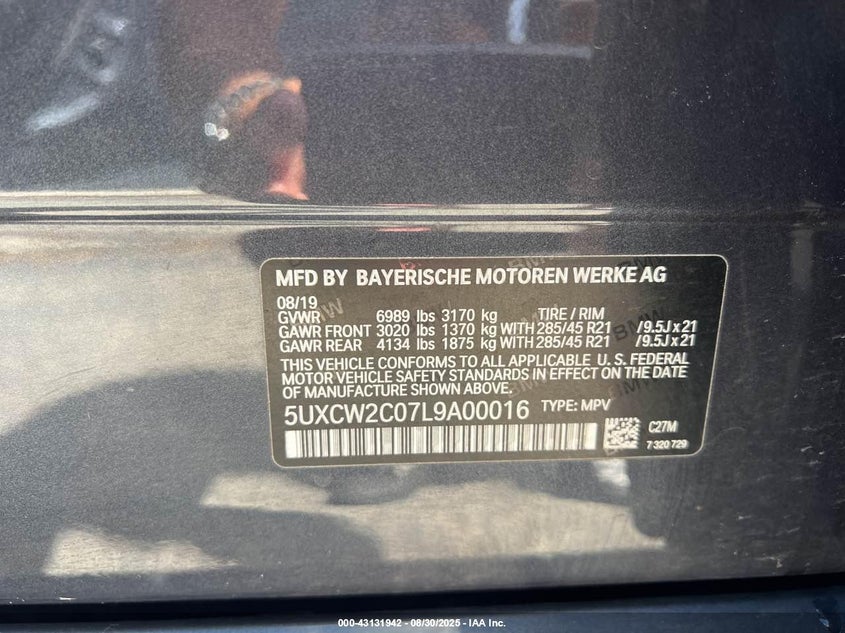 MFD BY BAYERISCHE MOTOREN WERKE AG
08/19
GVWR 6989 lbs 3170 kg TIRE / RIM
GAWR FRONT 3020 lbs 1370 kg WITH 285/45 R21 /9.5J x 21
GAWR REAR 4134 lbs 1875 kg WITH 285/45 R21 /9.5J x 21
THIS VEHICLE CONFORMS TO ALL APPLICABLE U. S. FEDERAL
MOTOR VEHICLE SAFETY STANDARDS IN EFFECT ON THE DATE
OF MANUFACTURE SHOWN ABOVE.
5UXCW2C07L9A00016 TYPE: MPV
C27M
7 320 729
000-43131942 - 08/30/2025 - IAA Inc.